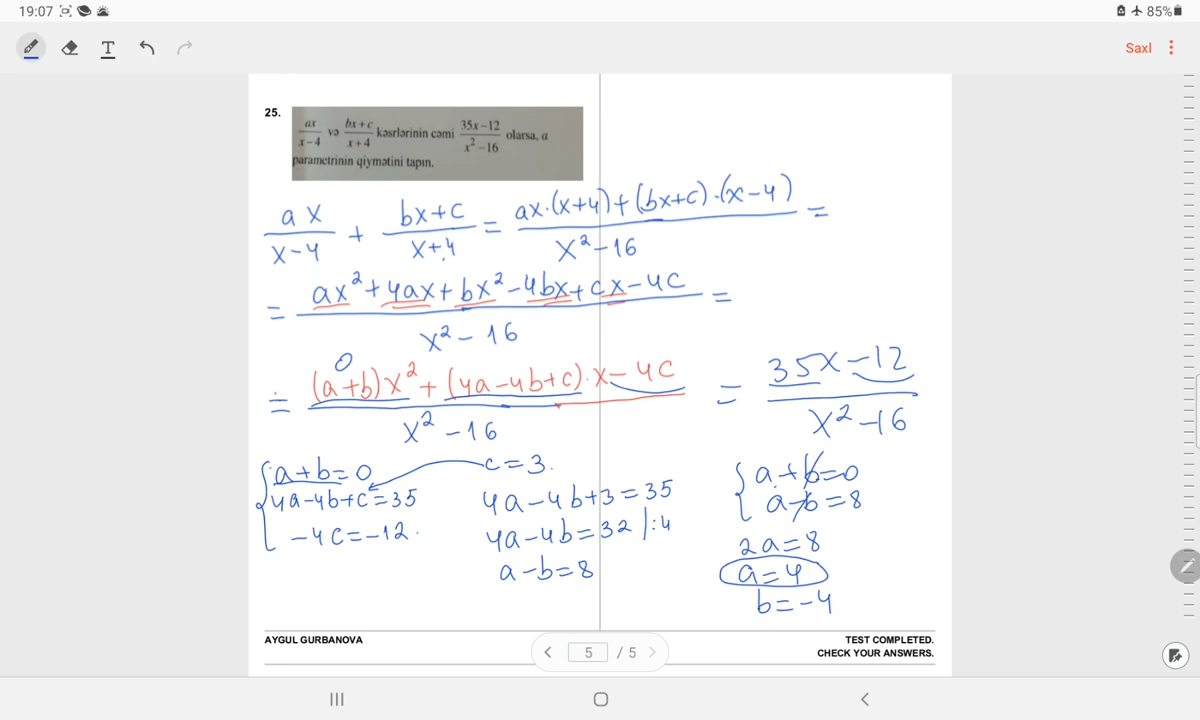 19:07 85%
T Saxl
25.
ax/x−4 və bx+c/x+4 kəsrlərinin cəmi 35x−12/x²−16 olarsa, a
parametrinin qiymətini tapın.
ax/x−4 + bx+c/x+4 = ax·(x+4)+(bx+c)·(x−4)/x²−16 =
= ax²+4ax+bx²−4bx+cx−4c/x²−16 =
0
= (a+b)x²+(4a−4b+c)·x−4c/x²−16 = 35x−12/x²−16
a+b=0
4a−4b+c=35
−4c=−12.
c=3.
4a−4b+3=35
4a−4b=32 |:4
a−b=8
a+b=0
a−b=8
2a=8
a=4
b=−4
AYGUL GURBANOVA
5 / 5
TEST COMPLETED.
CHECK YOUR ANSWERS.